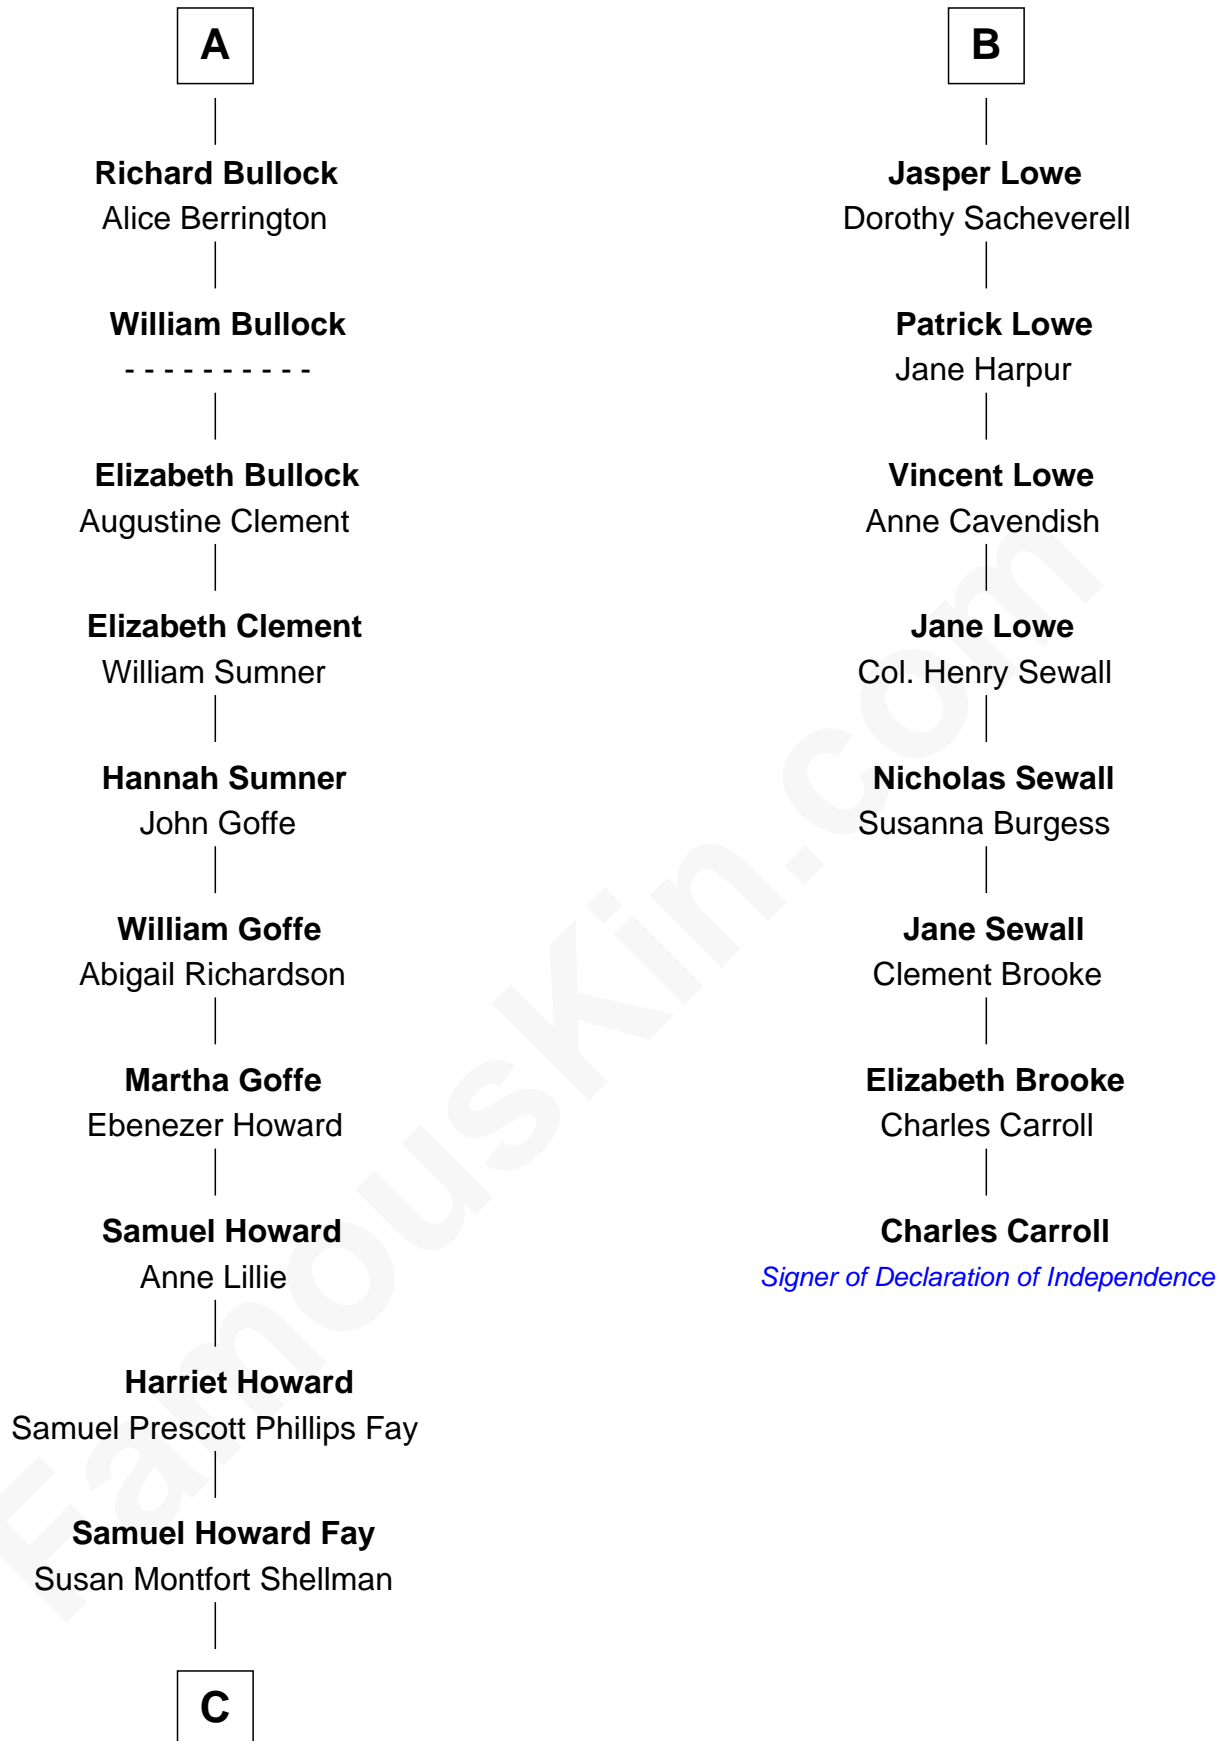 A
Richard Bullock
Alice Berrington
William Bullock
- - - - - - - - - -
Elizabeth Bullock
Augustine Clement
Elizabeth Clement
William Sumner
Hannah Sumner
John Goffe
William Goffe
Abigail Richardson
Martha Goffe
Ebenezer Howard
Samuel Howard
Anne Lillie
Harriet Howard
Samuel Prescott Phillips Fay
Samuel Howard Fay
Susan Montfort Shellman
C
B
Jasper Lowe
Dorothy Sacheverell
Patrick Lowe
Jane Harpur
Vincent Lowe
Anne Cavendish
Jane Lowe
Col. Henry Sewall
Nicholas Sewall
Susanna Burgess
Jane Sewall
Clement Brooke
Elizabeth Brooke
Charles Carroll
Charles Carroll
Signer of Declaration of Independence
FamousKin.com